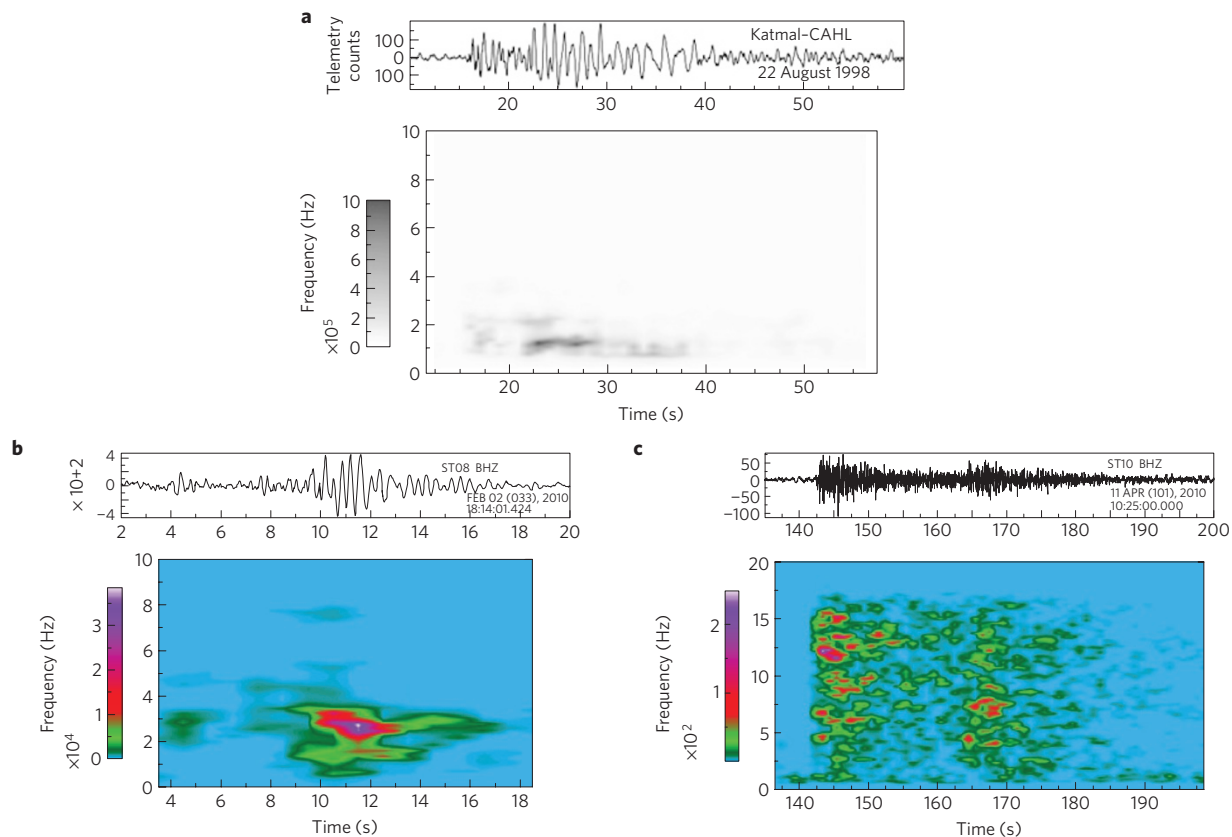 a
Telemetry counts
100
0
100
Katmal–CAHL
22 August 1998
20 30 40 50
Frequency (Hz)
×10⁵
10
8
6
4
2
0
10
8
6
4
2
0
20 30 40 50
Time (s)
b
×10+2
4
0
−4
ST08 BHZ
FEB 02 (033), 2010
18:14:01.424
2 4 6 8 10 12 14 16 18 20
Frequency (Hz)
×10⁴
3
2
1
0
10
8
6
4
2
0
4 6 8 10 12 14 16 18
Time (s)
c
50
0
−50
−100
ST10 BHZ
11 APR (101), 2010
10:25:00.000
140 150 160 170 180 190 200
Frequency (Hz)
×10²
2
1
20
15
10
5
0
140 150 160 170 180 190
Time (s)